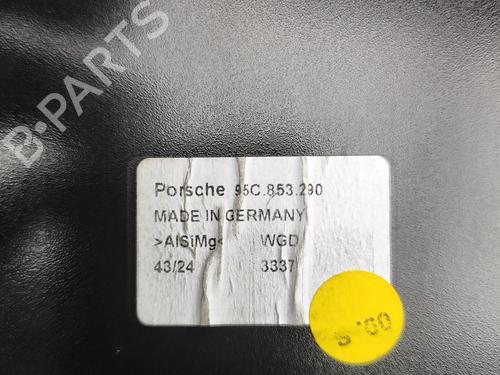 B-PARTS
Porsche 95C.853.290
MADE IN GERMANY
>AlSiMg< WGD
43/24 3337